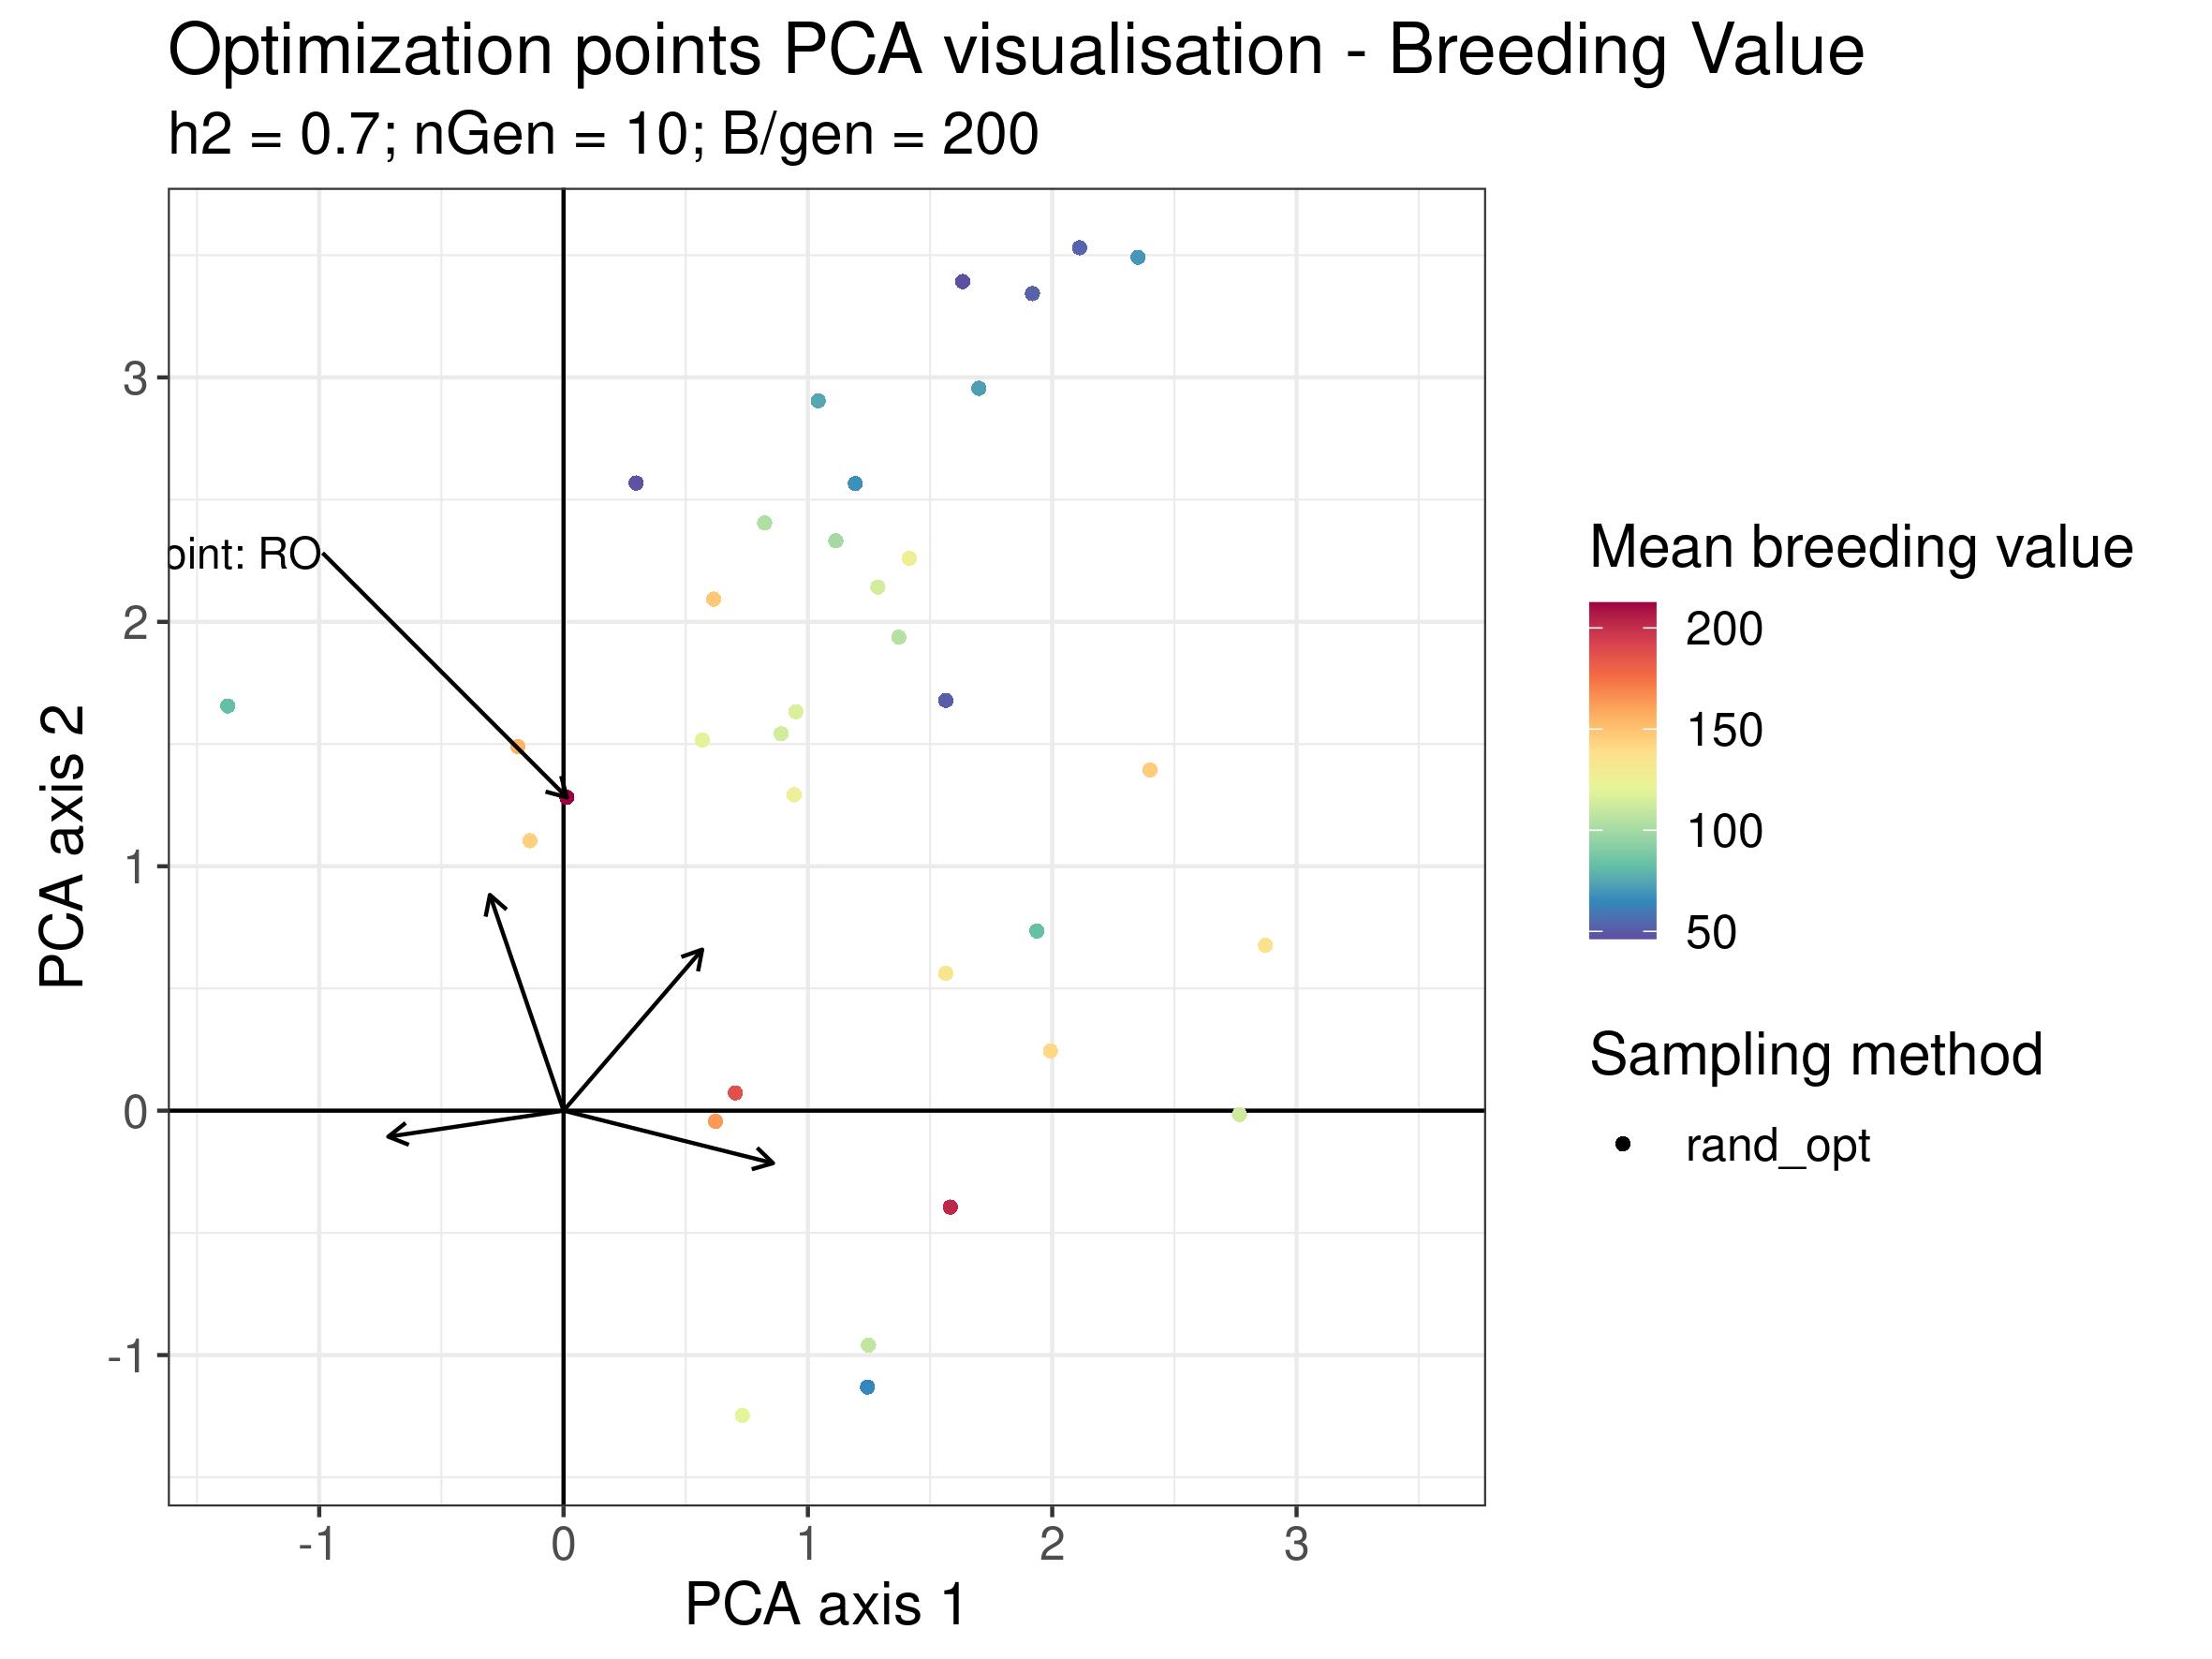 Optimization points PCA visualisation - Breeding Value
h2 = 0.7; nGen = 10; B/gen = 200
PCA axis 2
3
2
1
0
-1
oint: RO
-1
0
1
2
3
PCA axis 1
Mean breeding value
200
150
100
50
Sampling method
rand_opt